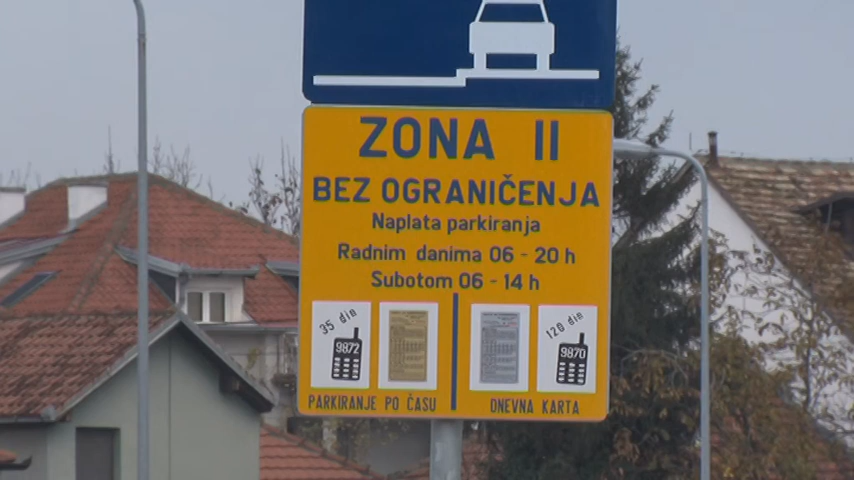 ZONA II
BEZ OGRANIČENJA
Naplata parkiranja
Radnim danima 06 - 20 h
Subotom 06 - 14 h
35 din
9872
120 din
9870
PARKIRANJE PO ČASU
DNEVNA KARTA